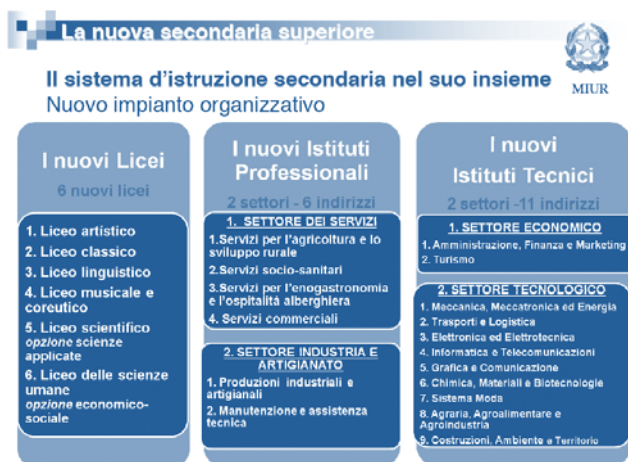 La nuova secondaria superiore
Il sistema d'istruzione secondaria nel suo insieme
Nuovo impianto organizzativo
MIUR
I nuovi Licei
6 nuovi licei
1. Liceo artistico
2. Liceo classico
3. Liceo linguistico
4. Liceo musicale e
coreutico
5. Liceo scientifico
opzione scienze
applicate
6. Liceo delle scienze
umane
opzione economico-
sociale
I nuovi Istituti
Professionali
2 settori - 6 indirizzi
1. SETTORE DEI SERVIZI
1.Servizi per l'agricoltura e lo
sviluppo rurale
2.Servizi socio-sanitari
3.Servizi per l'enogastronomia
e l'ospitalità alberghiera
4. Servizi commerciali
2. SETTORE INDUSTRIA E
ARTIGIANATO
1. Produzioni industriali e
artigianali
2. Manutenzione e assistenza
tecnica
I nuovi
Istituti Tecnici
2 settori -11 indirizzi
1. SETTORE ECONOMICO
1. Amministrazione, Finanza e Marketing
2. Turismo
2. SETTORE TECNOLOGICO
1. Meccanica, Meccatronica ed Energia
2. Trasporti e Logistica
3. Elettronica ed Elettrotecnica
4. Informatica e Telecomunicazioni
5. Grafica e Comunicazione
6. Chimica, Materiali e Biotecnologie
7. Sistema Moda
8. Agraria, Agroalimentare e
Agroindustria
9. Costruzioni, Ambiente e Territorio